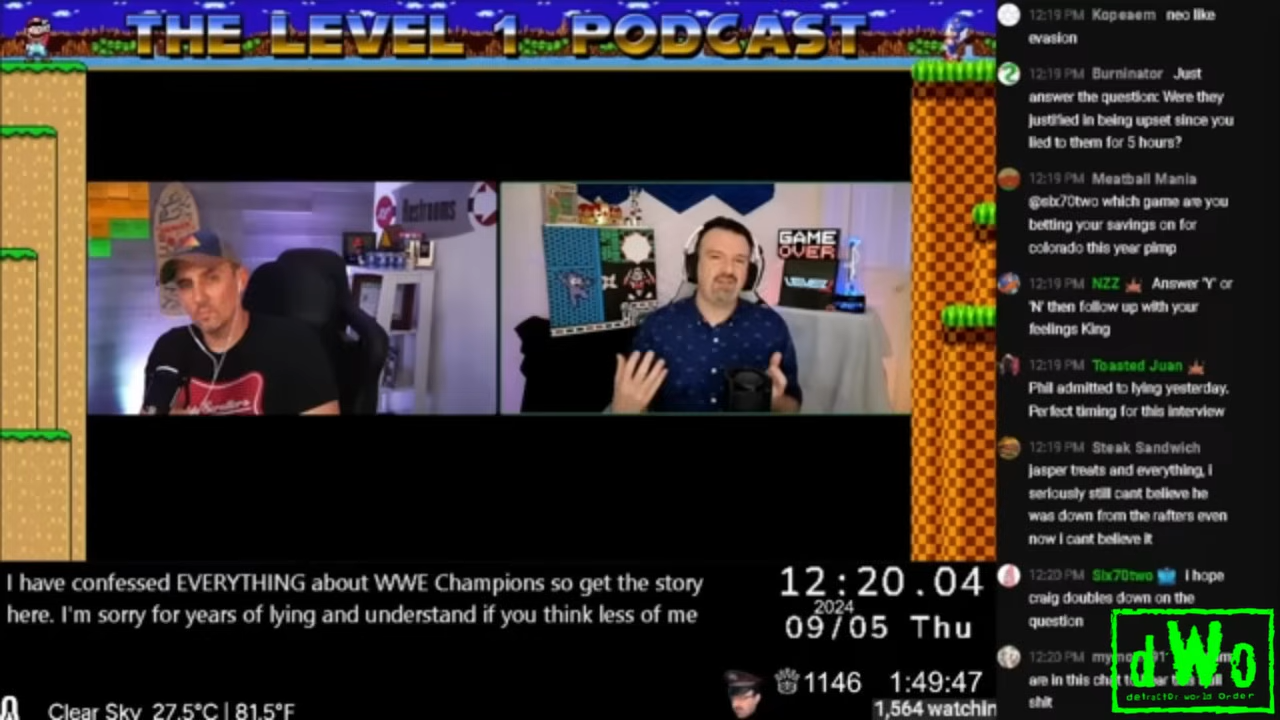 THE LEVEL 1 PODCAST
Restrooms
GAME
OVER
LEVEL 1
I have confessed EVERYTHING about WWE Champions so get the story
here. I'm sorry for years of lying and understand if you think less of me
12:20.04
2024
09/05 Thu
1146 1:49:47
1,564 watchin
Clear Sky 27.5°C | 81.5°F
12:19 PM Kopeaem neo like
evasion
12:19 PM Burninator Just
answer the question: Were they
justified in being upset since you
lied to them for 5 hours?
12:19 PM Meatball Mania
@six70two which game are you
betting your savings on for
colorado this year pimp
12:19 PM NZZ Answer 'Y' or
'N' then follow up with your
feelings King
12:19 PM Toasted Juan
Phil admitted to lying yesterday.
Perfect timing for this interview
12:19 PM Steak Sandwich
jasper treats and everything, i
seriously still cant believe he
was down from the rafters even
now i cant believe it
12:20 PM Six70two I hope
craig doubles down on the
question
12:20 PM
are in this chat
shit
dWo
detractor world order